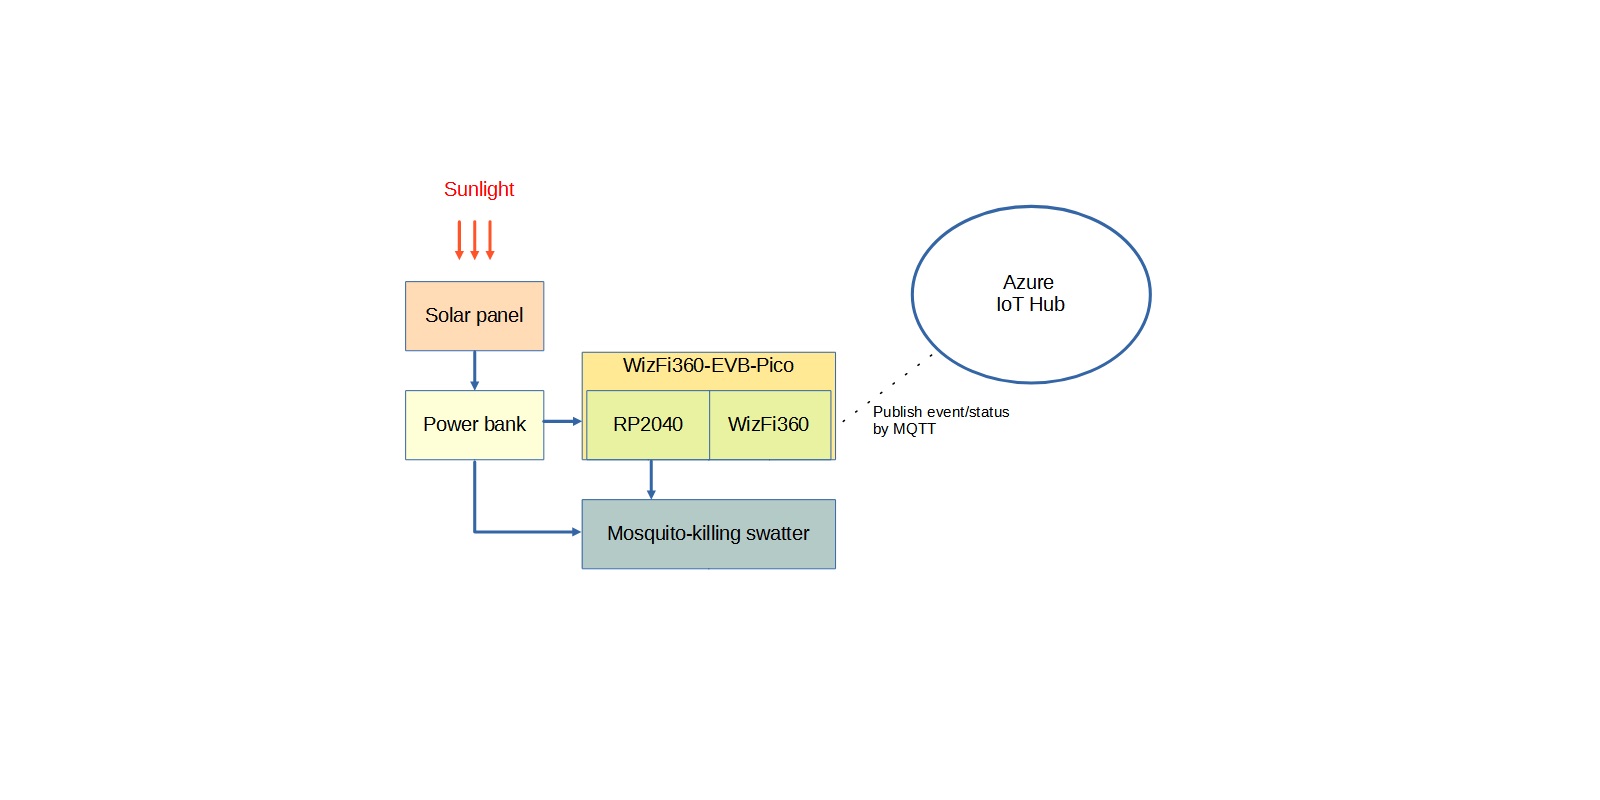 Sunlight
Solar panel
Power bank
WizFi360-EVB-Pico
RP2040
WizFi360
Mosquito-killing swatter
Azure
IoT Hub
Publish event/status
by MQTT